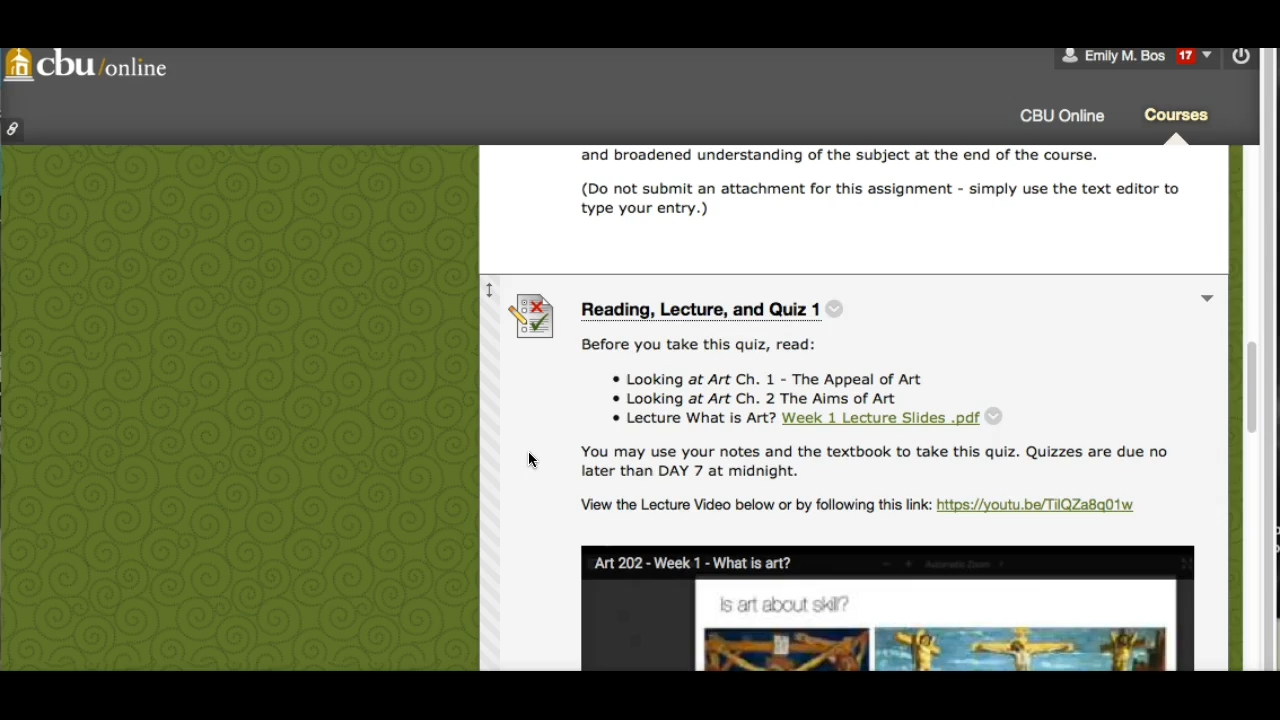 cbu/online
Emily M. Bos 17
CBU Online Courses
and broadened understanding of the subject at the end of the course.
(Do not submit an attachment for this assignment - simply use the text editor to
type your entry.)
Reading, Lecture, and Quiz 1
Before you take this quiz, read:
• Looking at Art Ch. 1 - The Appeal of Art
• Looking at Art Ch. 2 The Aims of Art
• Lecture What is Art? Week 1 Lecture Slides .pdf
You may use your notes and the textbook to take this quiz. Quizzes are due no
later than DAY 7 at midnight.
View the Lecture Video below or by following this link: https://youtu.be/TilQZa8q01w
Art 202 - Week 1 - What is art?
Automatic Zoom
Is art about skill?